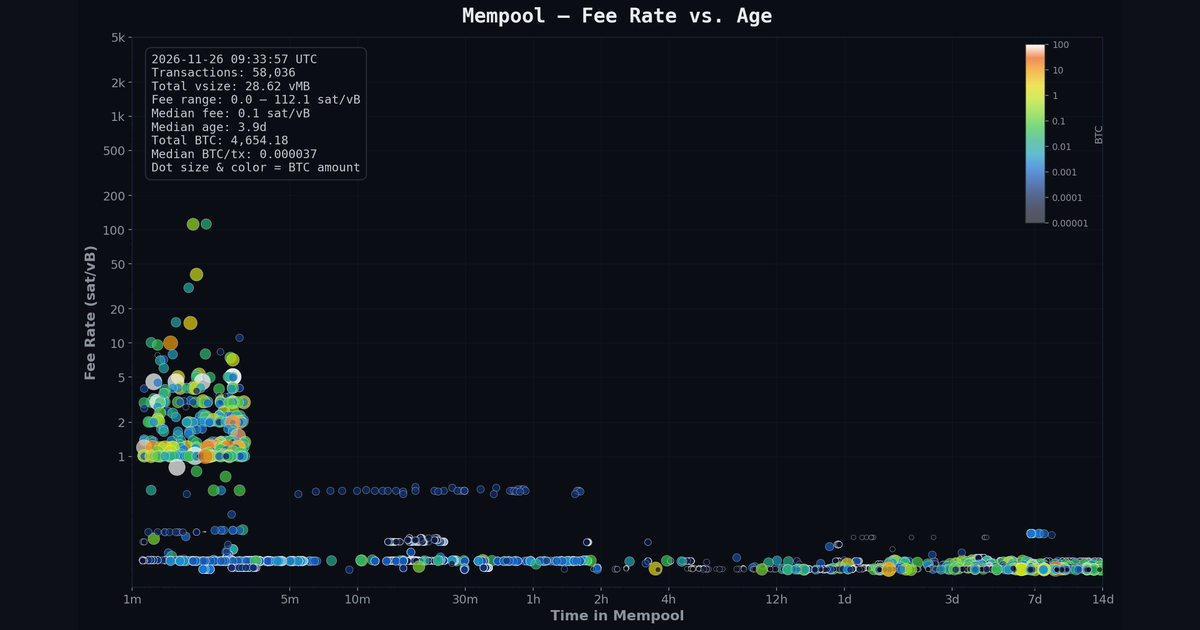 Mempool — Fee Rate vs. Age
2026-11-26 09:33:57 UTC
Transactions: 58,036
Total vsize: 28.62 vMB
Fee range: 0.0 – 112.1 sat/vB
Median fee: 0.1 sat/vB
Median age: 3.9d
Total BTC: 4,654.18
Median BTC/tx: 0.000037
Dot size & color = BTC amount
Fee Rate (sat/vB)
5k
2k
1k
500
200
100
50
20
10
5
2
1
100
10
1
0.1
0.01
0.001
0.0001
0.00001
BTC
1m
5m
10m
30m
1h
2h
4h
12h
1d
3d
7d
14d
Time in Mempool